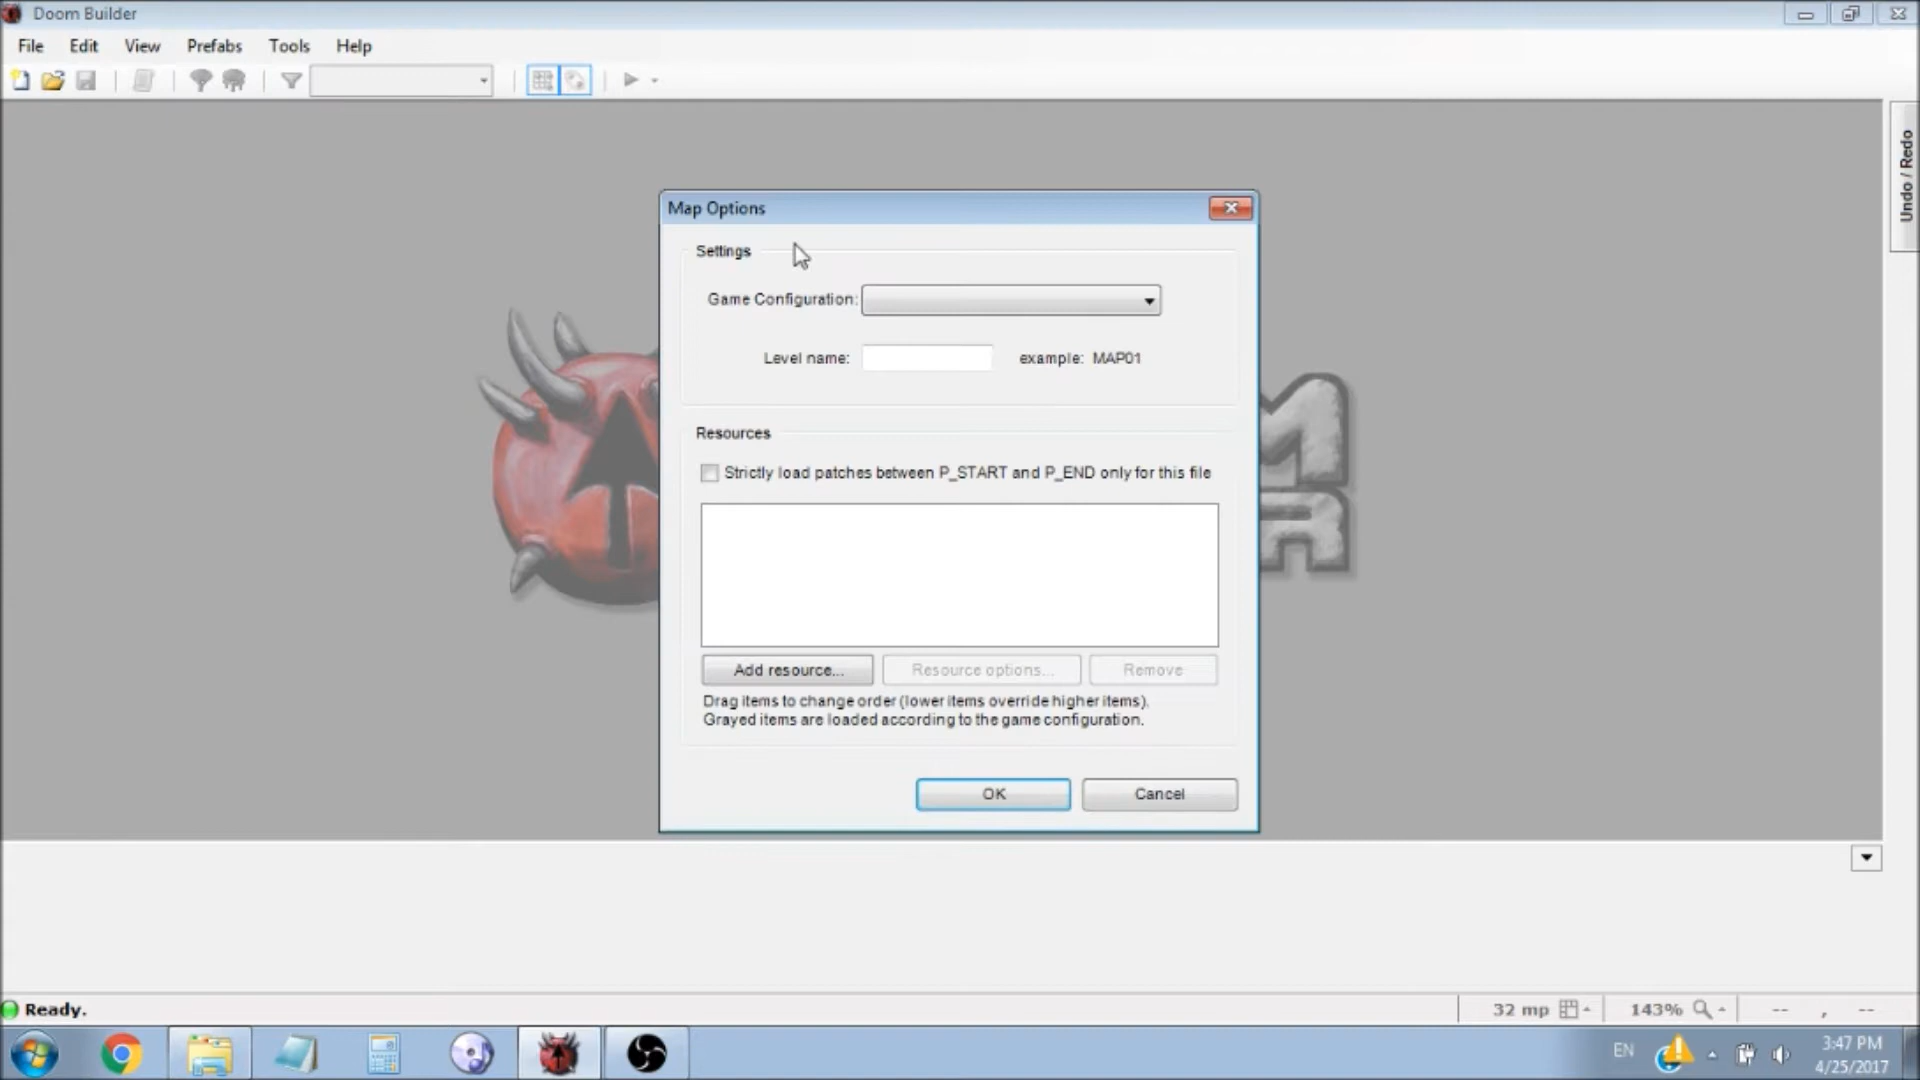 Doom Builder
File Edit View Prefabs Tools Help
Undo / Redo
Map Options
Settings
Game Configuration:
Level name: example: MAP01
Resources
Strictly load patches between P_START and P_END only for this file
Add resource... Resource options... Remove
Drag items to change order (lower items override higher items).
Grayed items are loaded according to the game configuration.
OK Cancel
M
Ready. 32 mp 143% -- , --
EN 3:47 PM
4/25/2017